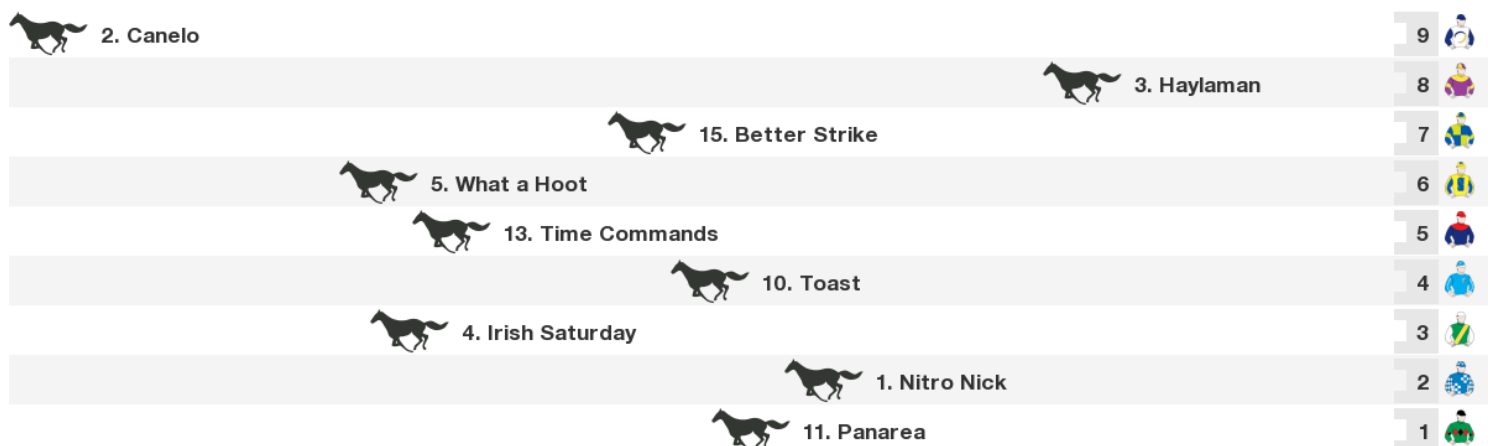 2. Canelo 9
3. Haylaman 8
15. Better Strike 7
5. What a Hoot 6
13. Time Commands 5
10. Toast 4
4. Irish Saturday 3
1. Nitro Nick 2
11. Panarea 1